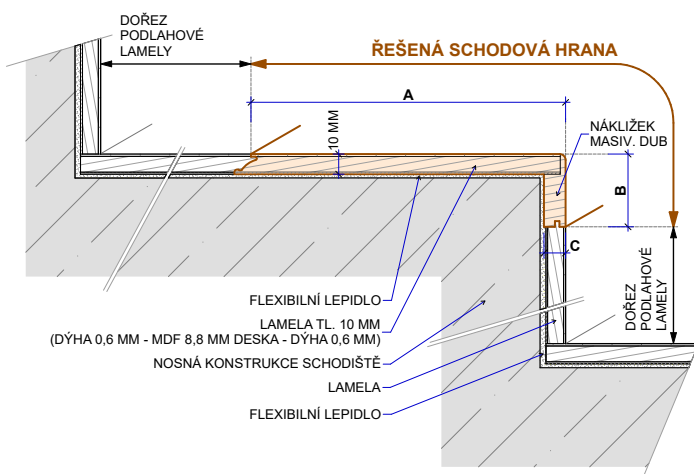 DOŘEZ
PODLAHOVÉ
LAMELY
ŘEŠENÁ SCHODOVÁ HRANA
A
10 MM
NÁKLIŽEK
MASIV. DUB
B
C
DOŘEZ
PODLAHOVÉ
LAMELY
FLEXIBILNÍ LEPIDLO
LAMELA TL. 10 MM
(DÝHA 0,6 MM - MDF 8,8 MM DESKA - DÝHA 0,6 MM)
NOSNÁ KONSTRUKCE SCHODIŠTĚ
LAMELA
FLEXIBILNÍ LEPIDLO